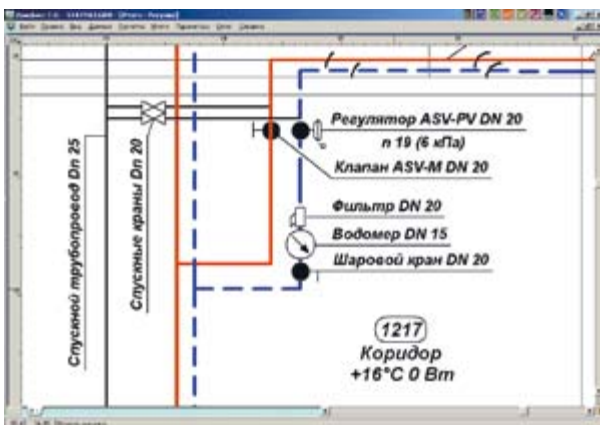 Регулятор ASV-PV DN 20
n 19 (6 кПа)
Клапан ASV-M DN 20
Фильтр DN 20
Водомер DN 15
Шаровой кран DN 20
Спускной трубопровод Dn 25
Спускные краны Dn 20
1217
Коридор
+16°C 0 Вт